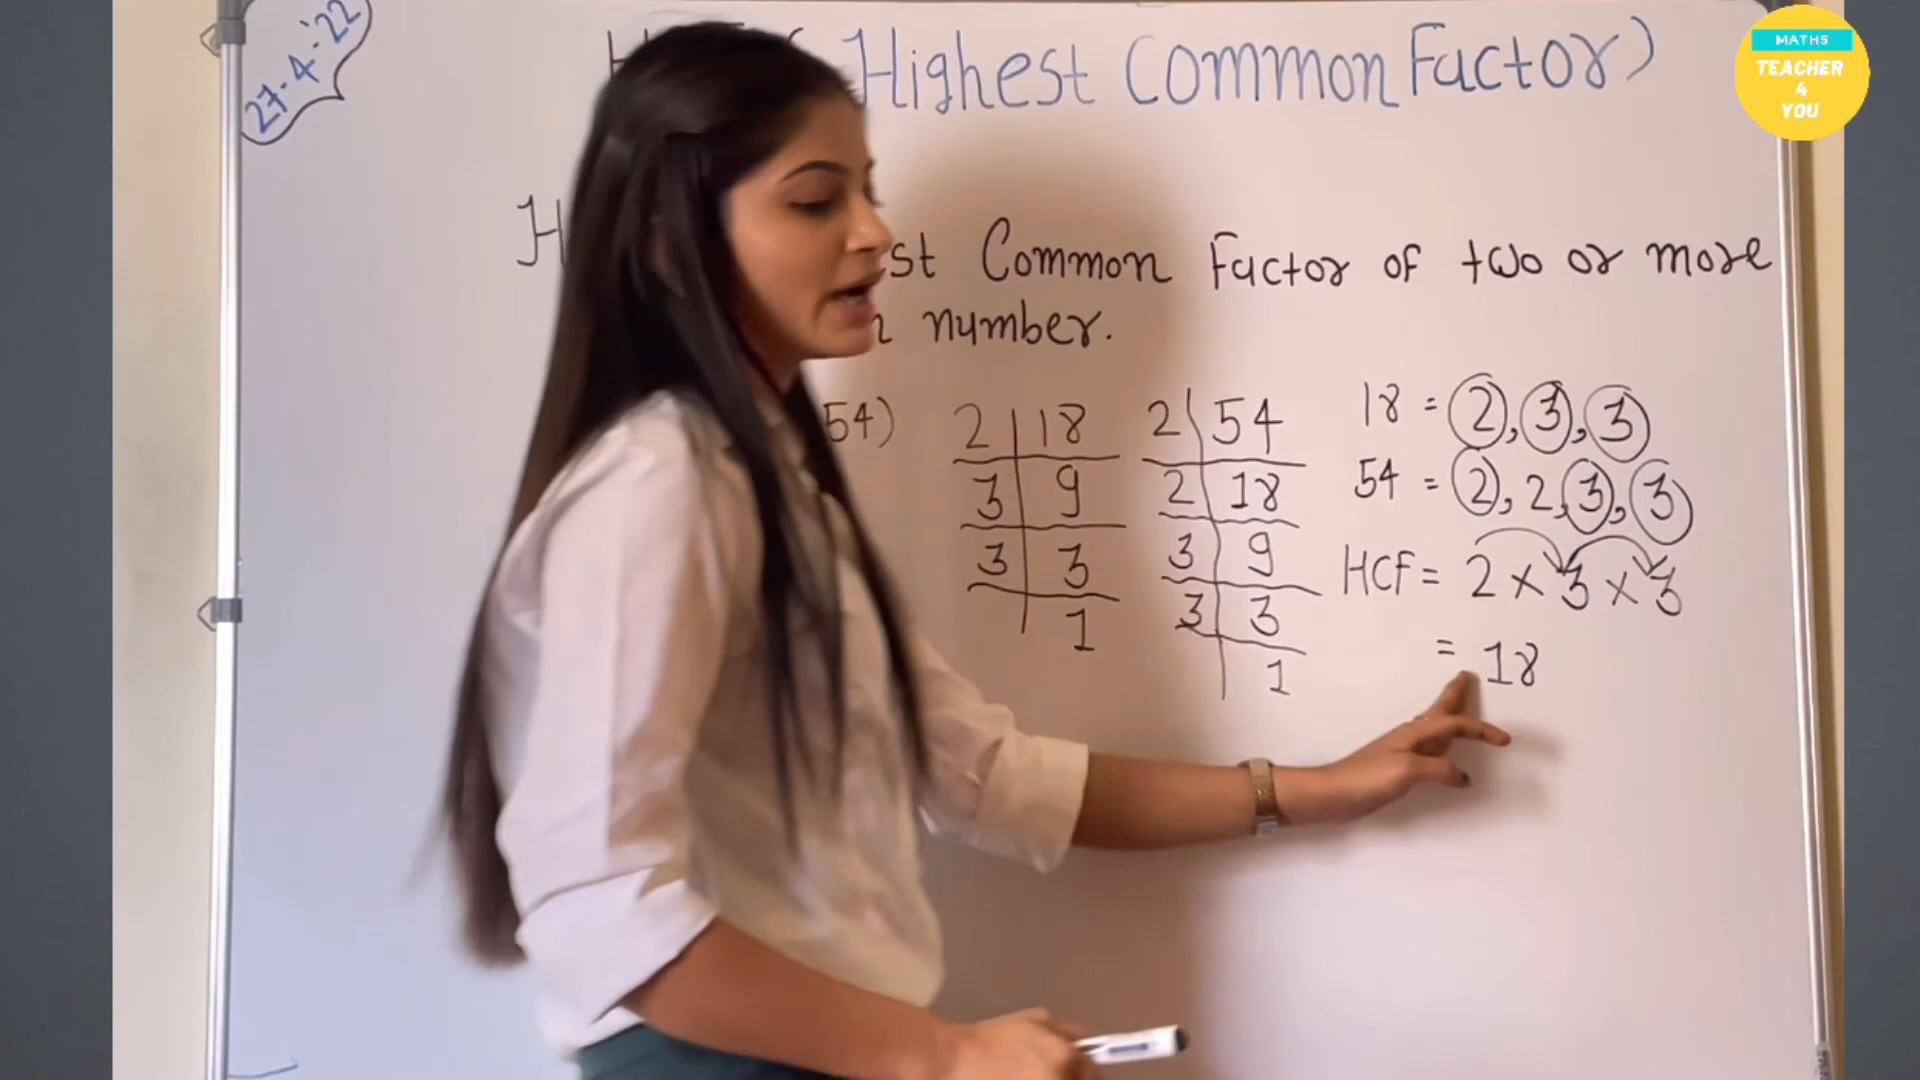 27-4-'22
Highest Common Factor)
MATHS
TEACHER
4
YOU
Common Factor of two or more
number.
54)
2 | 18
3 | 9
3 | 3
1
2 | 54
2 | 18
3 | 9
3 | 3
1
18 = 2, 3, 3
54 = 2, 2, 3, 3
HCF = 2 × 3 × 3
= 18